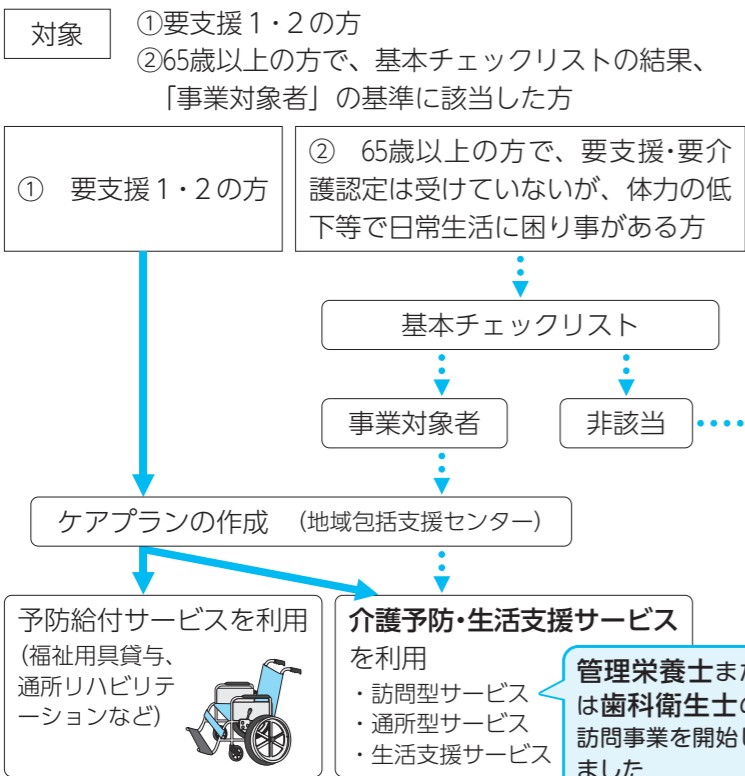 対象
①要支援1・2の方
②65歳以上の方で、基本チェックリストの結果、
「事業対象者」の基準に該当した方
① 要支援1・2の方
② 65歳以上の方で、要支援・要介
護認定は受けていないが、体力の低
下等で日常生活に困り事がある方
基本チェックリスト
事業対象者
非該当
ケアプランの作成 (地域包括支援センター)
予防給付サービスを利用
(福祉用具貸与、
通所リハビリテ
ーションなど)
介護予防・生活支援サービス
を利用
・訪問型サービス
・通所型サービス
・生活支援サービス
管理栄養士また
は歯科衛生士の
訪問事業を開始し
ました